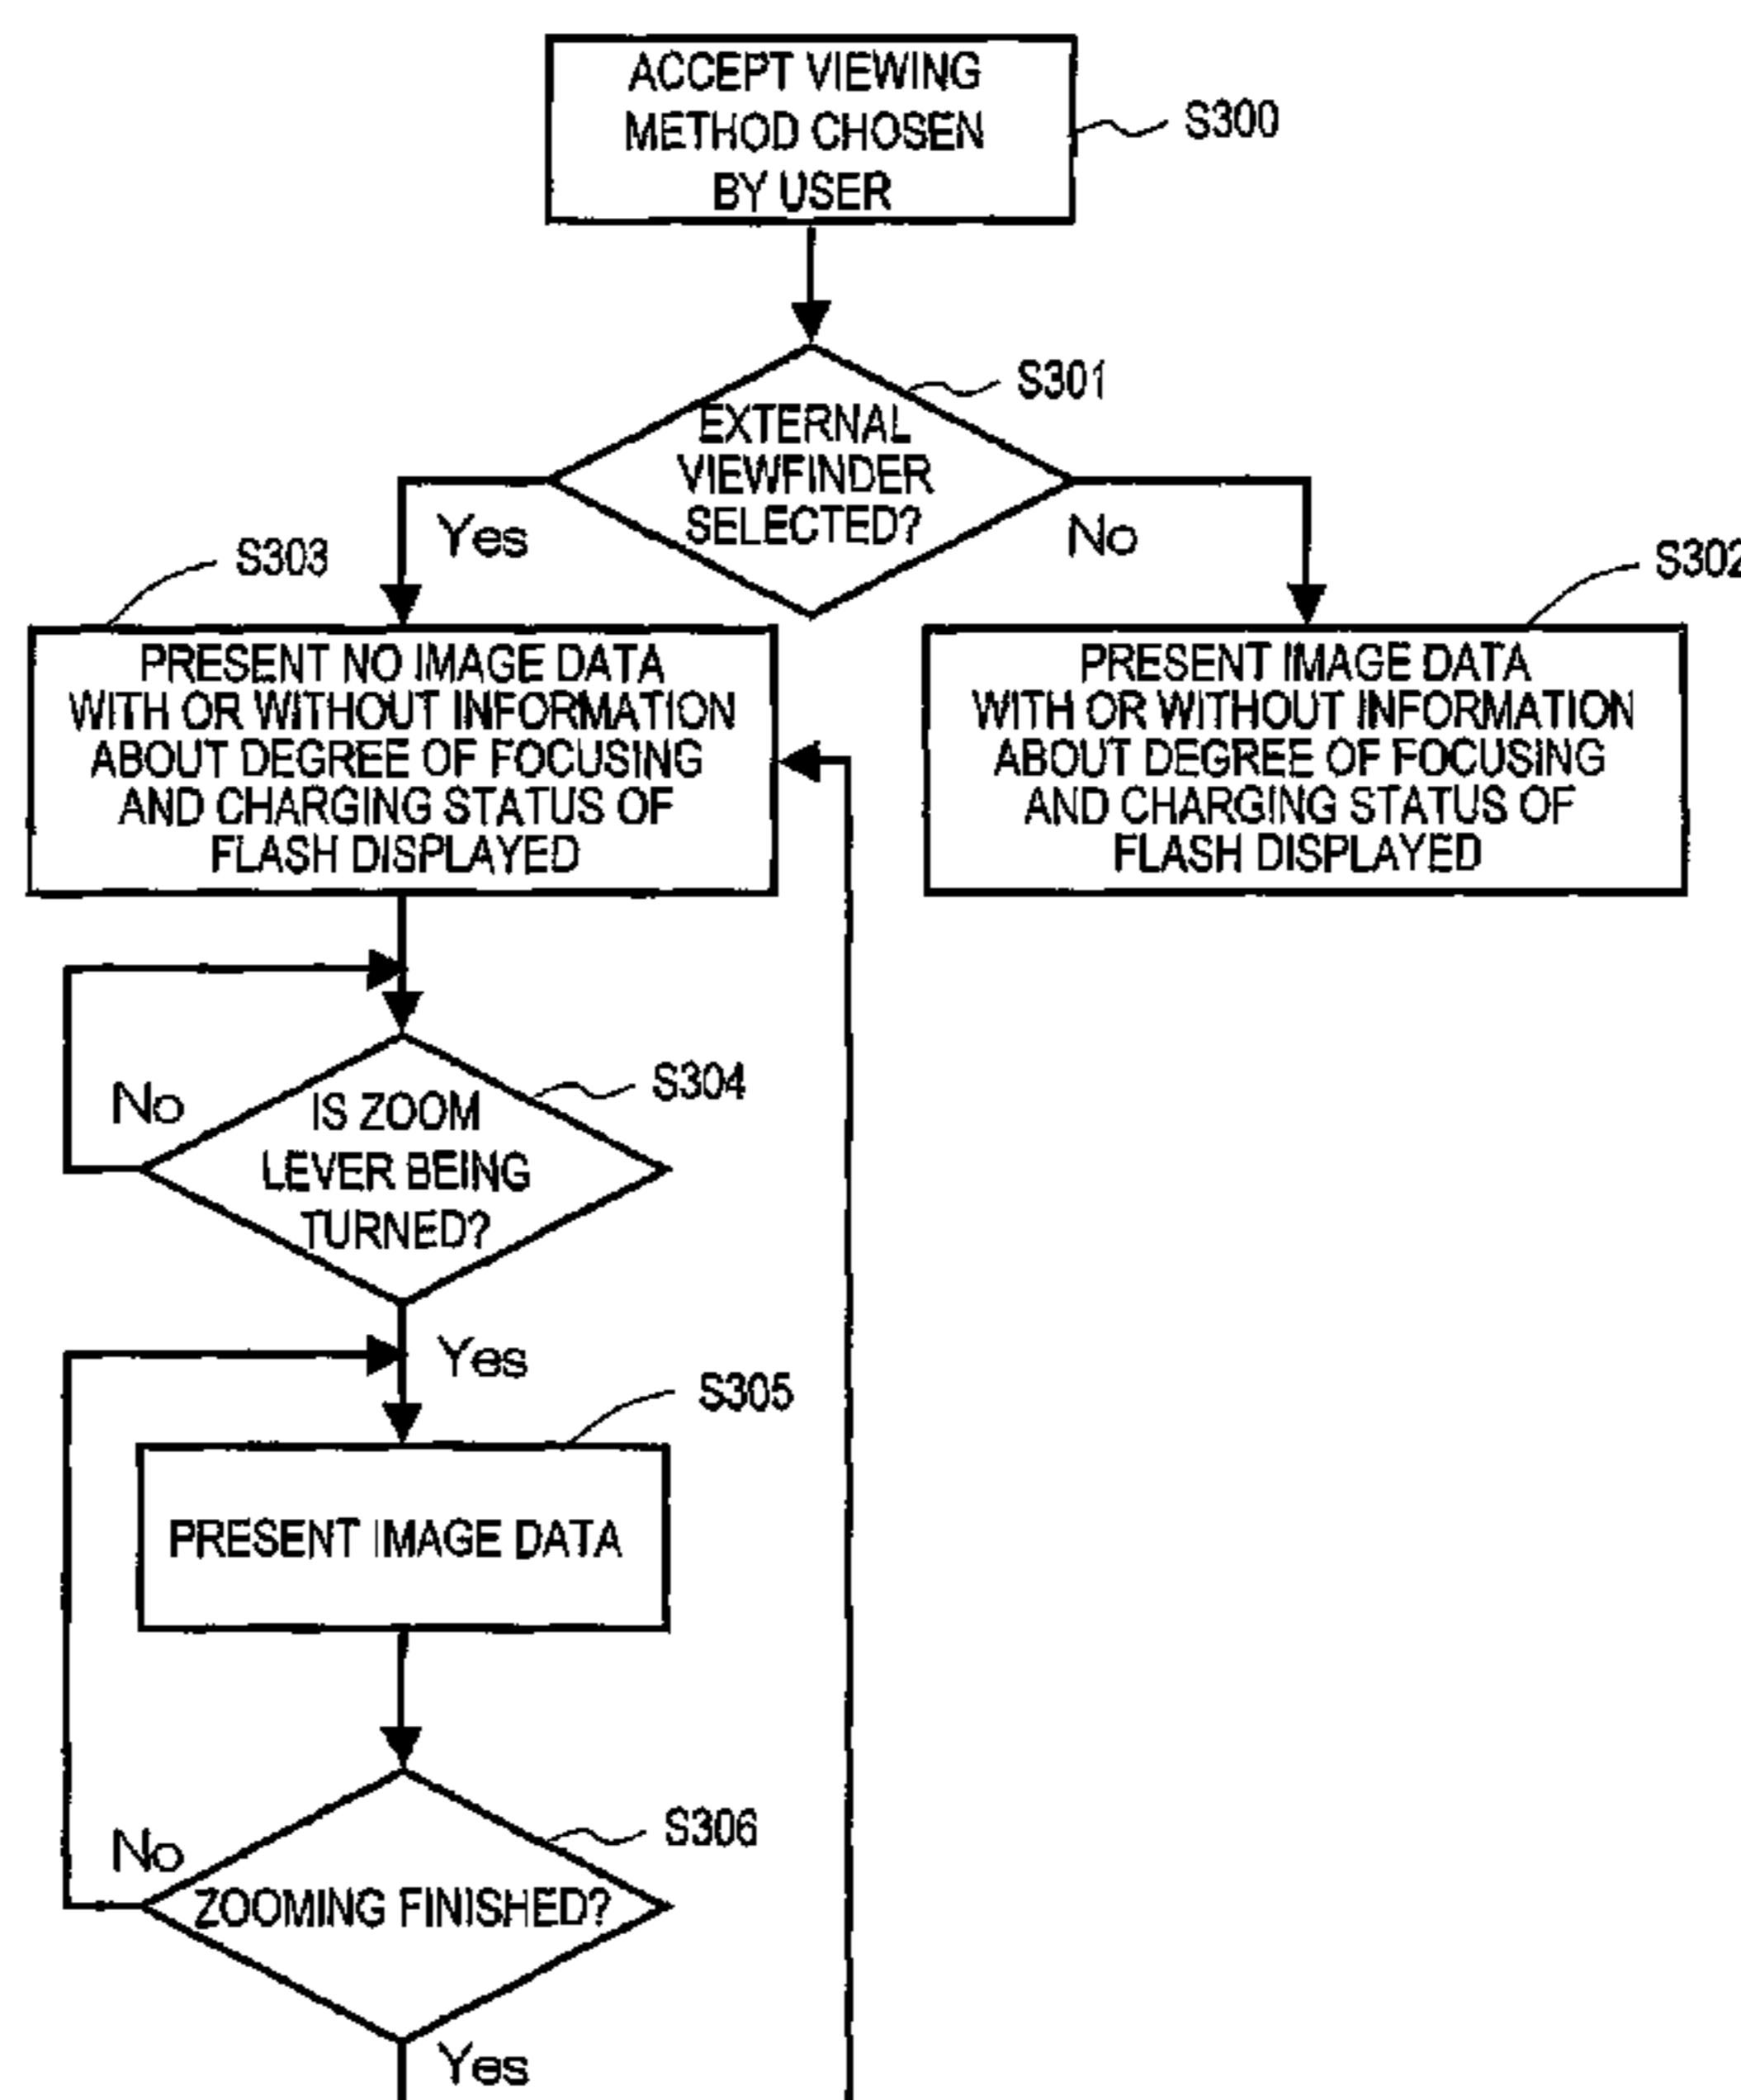 ACCEPT VIEWING
METHOD CHOSEN
BY USER
S300
S301
EXTERNAL
VIEWFINDER
SELECTED?
Yes
No
S303
S302
PRESENT NO IMAGE DATA
WITH OR WITHOUT INFORMATION
ABOUT DEGREE OF FOCUSING
AND CHARGING STATUS OF
FLASH DISPLAYED
PRESENT IMAGE DATA
WITH OR WITHOUT INFORMATION
ABOUT DEGREE OF FOCUSING
AND CHARGING STATUS OF
FLASH DISPLAYED
S304
No
IS ZOOM
LEVER BEING
TURNED?
Yes
S305
PRESENT IMAGE DATA
S306
No
ZOOMING FINISHED?
Yes